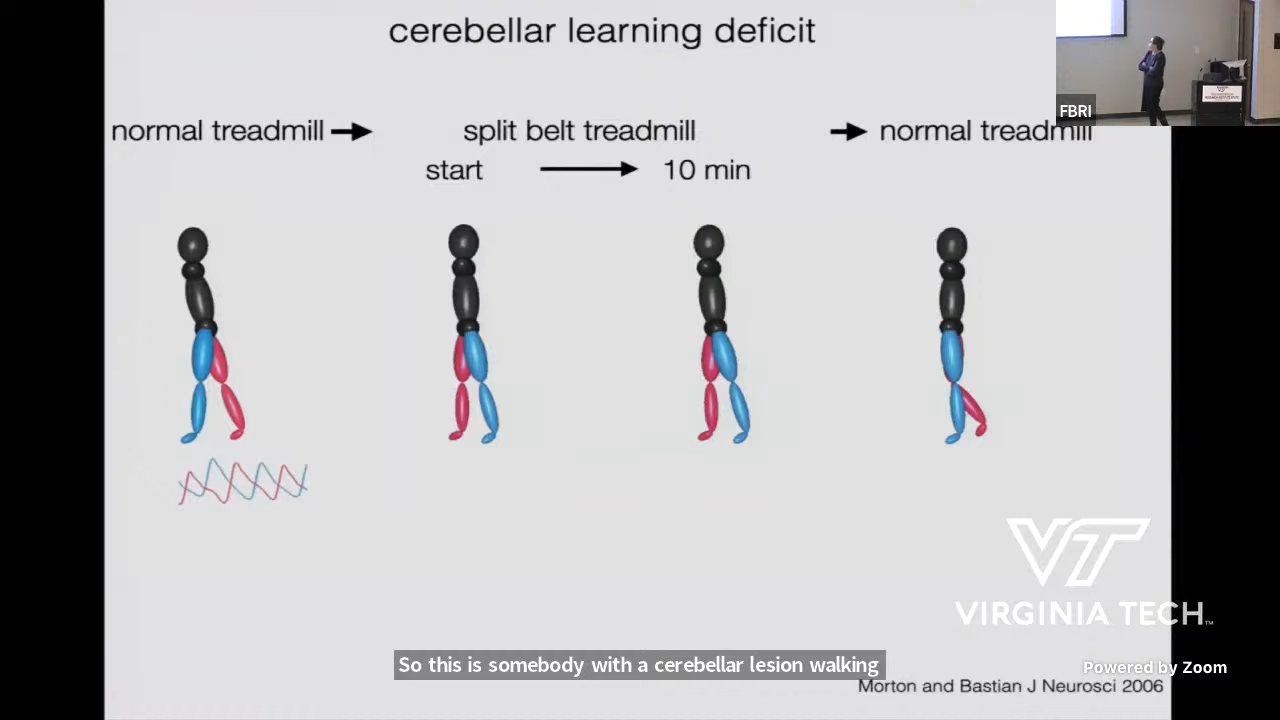 cerebellar learning deficit
FBRI
normal treadmill
split belt treadmill
normal treadmill
start
10 min
VT
VIRGINIA TECH™
So this is somebody with a cerebellar lesion walking
Powered by Zoom
Morton and Bastian J Neurosci 2006